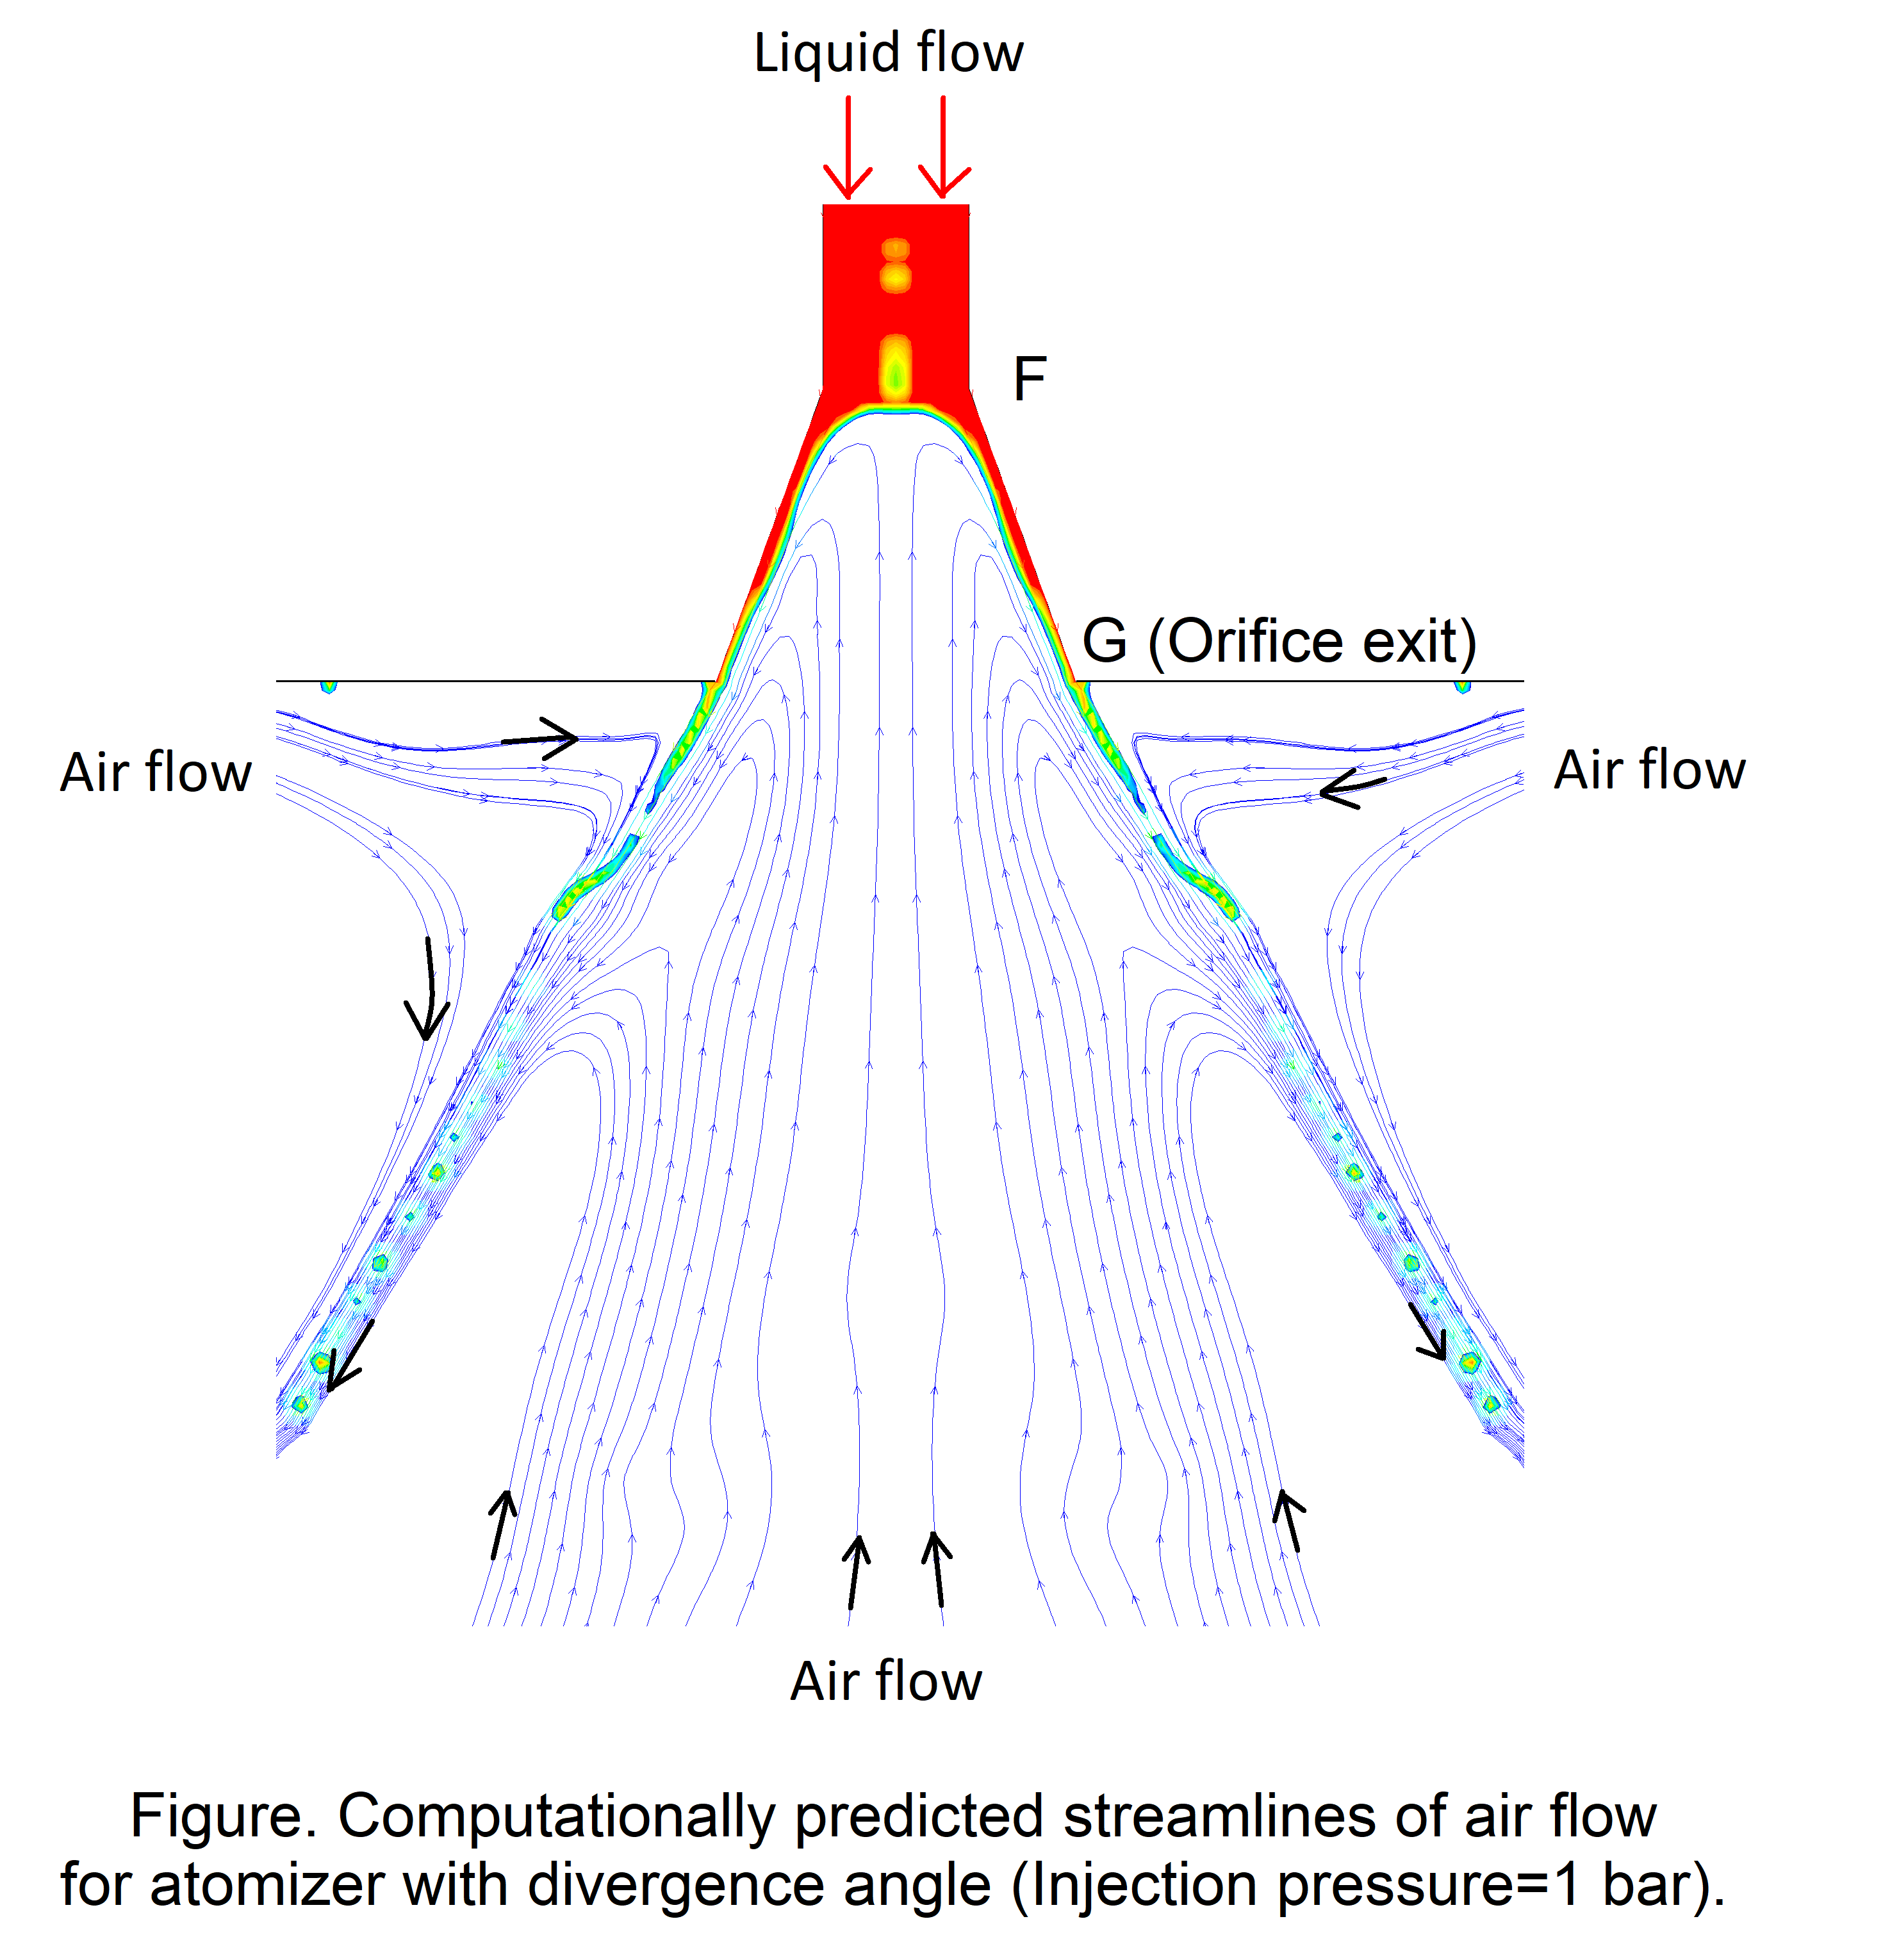 Liquid flow
F
G (Orifice exit)
Air flow
Air flow
Air flow
Figure. Computationally predicted streamlines of air flow
for atomizer with divergence angle (Injection pressure=1 bar).